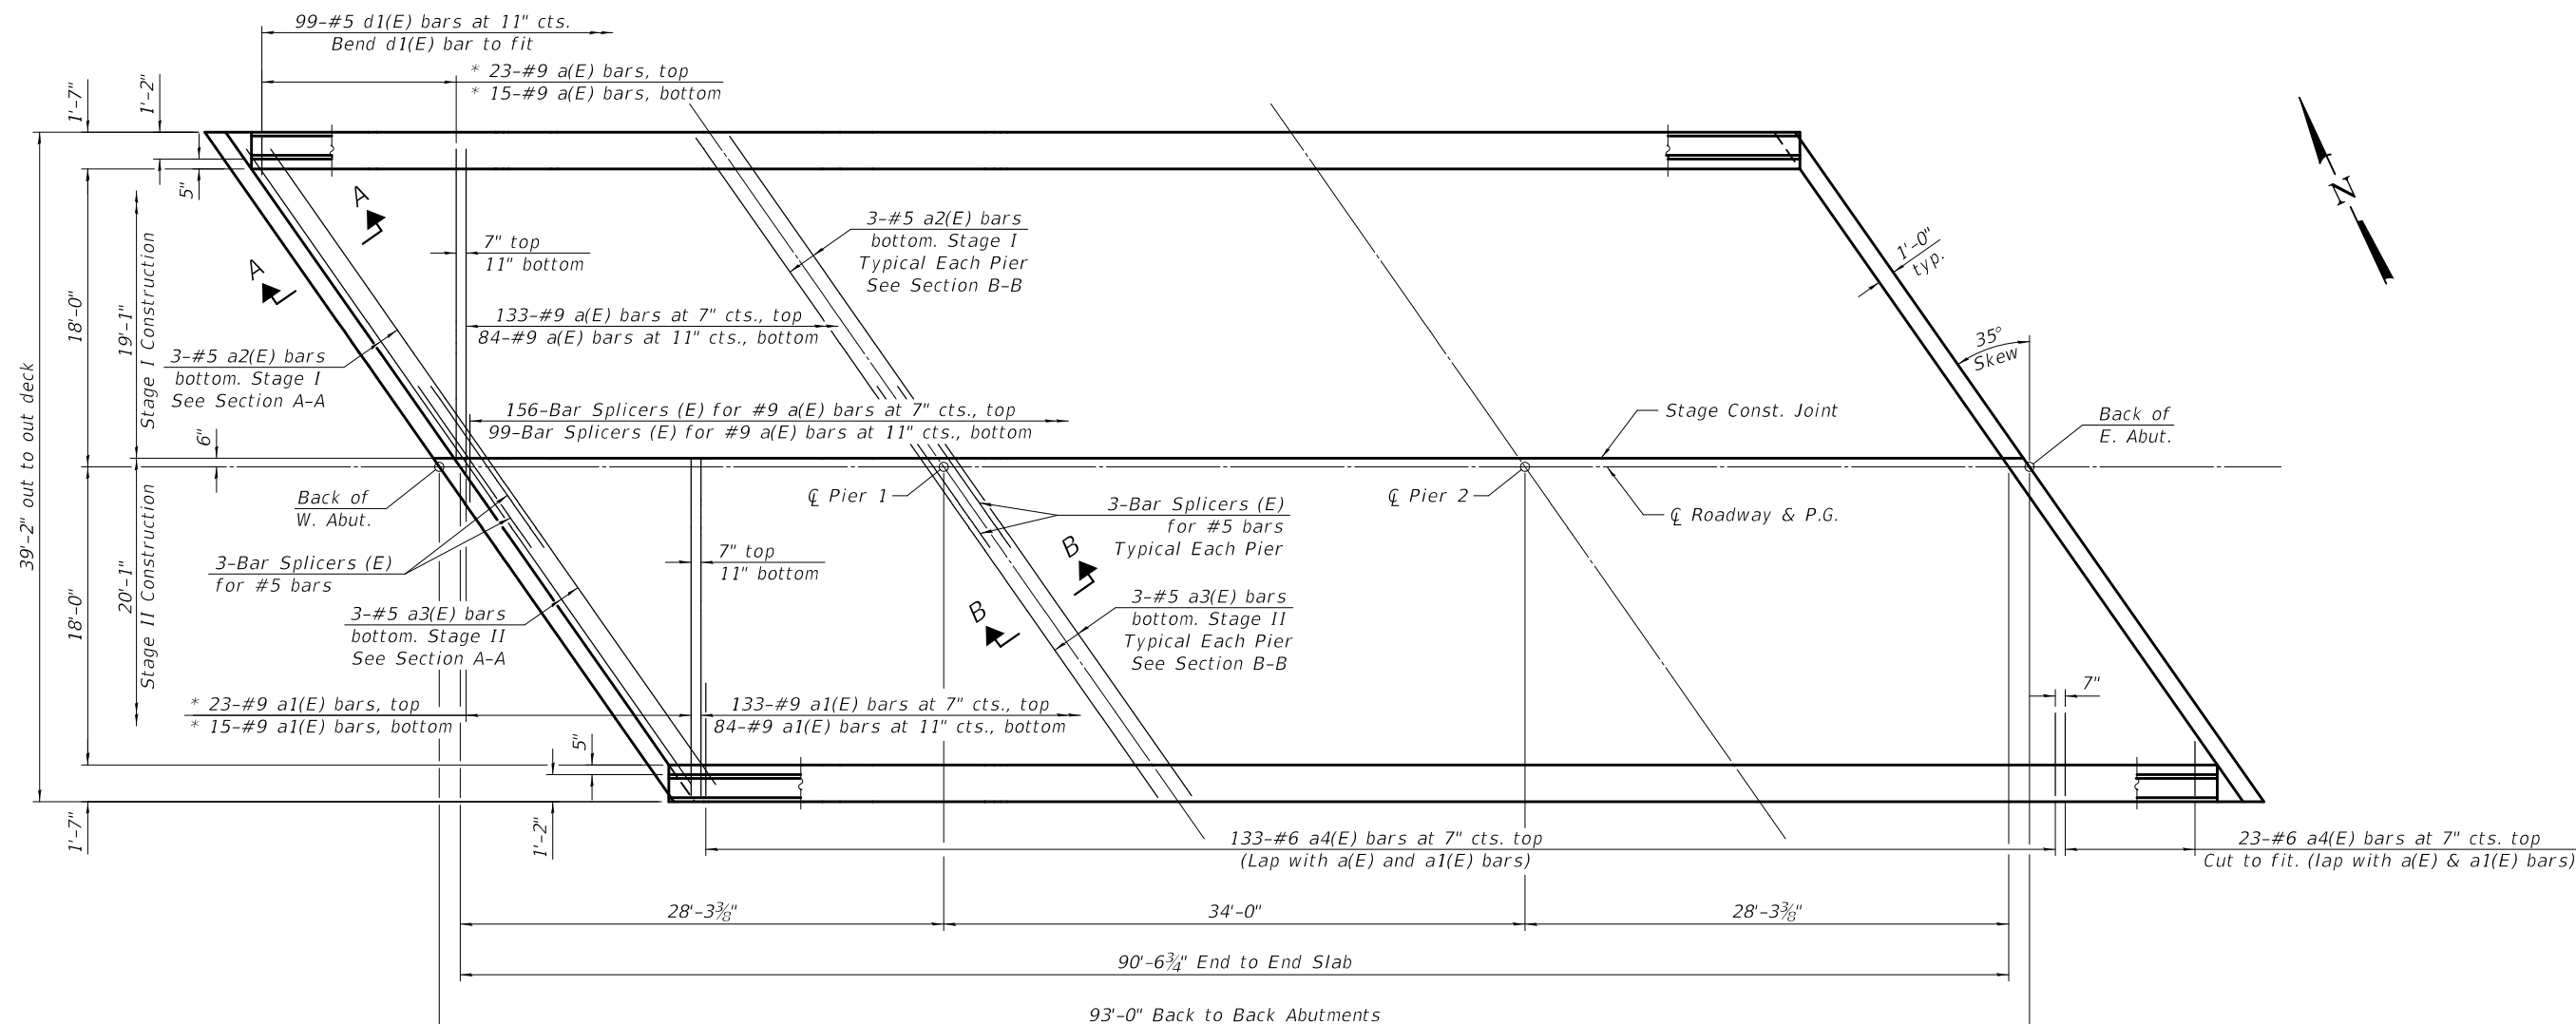 99-#5 d1(E) bars at 11" cts.
Bend d1(E) bar to fit
* 23-#9 a(E) bars, top
* 15-#9 a(E) bars, bottom
1'-7"
1'-2"
5"
39'-2" out to out deck
18'-0"
18'-0"
19'-1"
Stage I Construction
6"
20'-1"
Stage II Construction
1'-7"
A
A
7" top
11" bottom
3-#5 a2(E) bars
bottom. Stage I
Typical Each Pier
See Section B-B
133-#9 a(E) bars at 7" cts., top
84-#9 a(E) bars at 11" cts., bottom
3-#5 a2(E) bars
bottom. Stage I
See Section A-A
156-Bar Splicers (E) for #9 a(E) bars at 7" cts., top
99-Bar Splicers (E) for #9 a(E) bars at 11" cts., bottom
1'-0"
typ.
35°
Skew
N
Stage Const. Joint
Back of
E. Abut.
Back of
W. Abut.
℄ Pier 1
℄ Pier 2
℄ Roadway & P.G.
3-Bar Splicers (E)
for #5 bars
Typical Each Pier
3-Bar Splicers (E)
for #5 bars
7" top
11" bottom
B
B
3-#5 a3(E) bars
bottom. Stage II
See Section A-A
3-#5 a3(E) bars
bottom. Stage II
Typical Each Pier
See Section B-B
* 23-#9 a1(E) bars, top
* 15-#9 a1(E) bars, bottom
133-#9 a1(E) bars at 7" cts., top
84-#9 a1(E) bars at 11" cts., bottom
7"
5"
1'-2"
133-#6 a4(E) bars at 7" cts. top
(Lap with a(E) and a1(E) bars)
23-#6 a4(E) bars at 7" cts. top
Cut to fit. (lap with a(E) & a1(E) bars)
28'-3⅜"
34'-0"
28'-3⅜"
90'-6¾" End to End Slab
93'-0" Back to Back Abutments